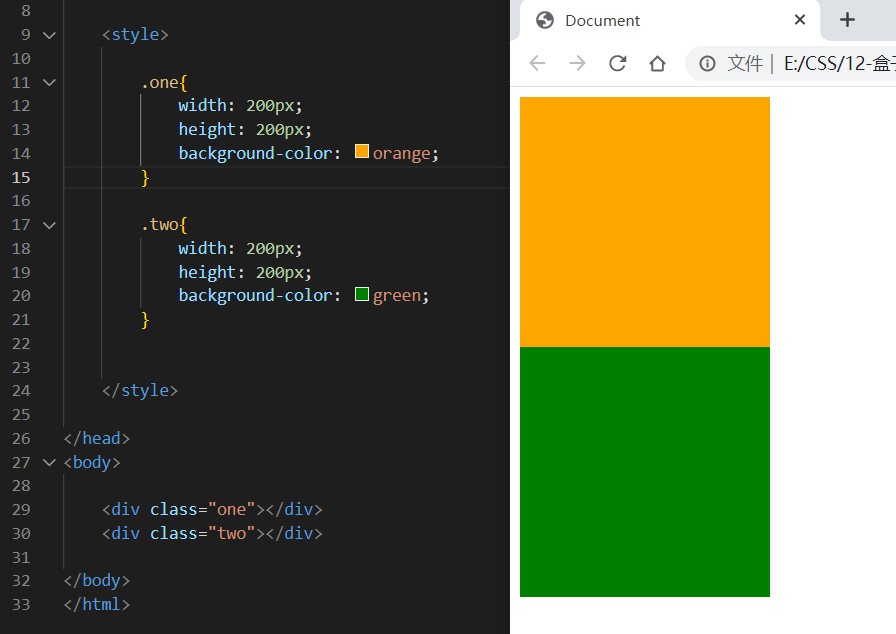 8
9 <style>
10
11 .one{
12 width: 200px;
13 height: 200px;
14 background-color: orange;
15 }
16
17 .two{
18 width: 200px;
19 height: 200px;
20 background-color: green;
21 }
22
23
24 </style>
25
26 </head>
27 <body>
28
29 <div class="one"></div>
30 <div class="two"></div>
31
32 </body>
33 </html>
Document
文件 | E:/CSS/12-盒